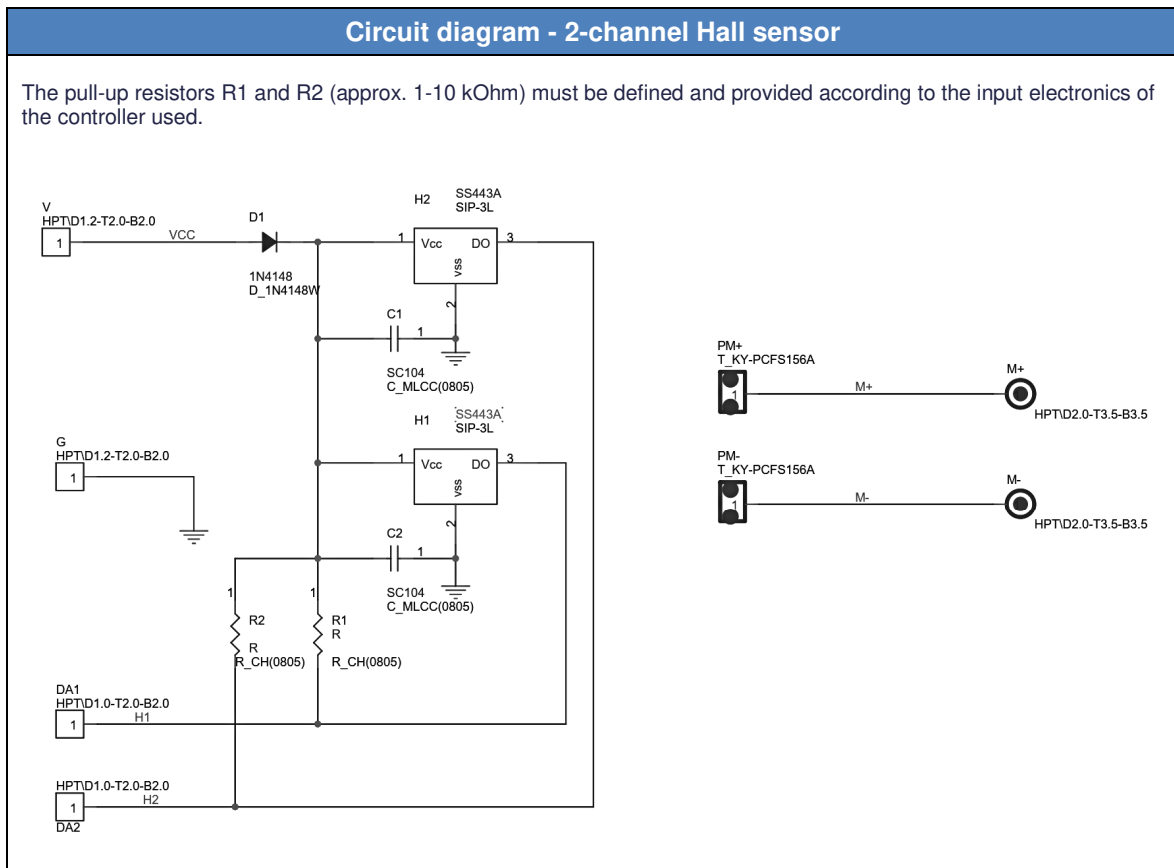 Circuit diagram - 2-channel Hall sensor
The pull-up resistors R1 and R2 (approx. 1-10 kOhm) must be defined and provided according to the input electronics of
the controller used.
V
HPT\D1.2-T2.0-B2.0
1
VCC
D1
1N4148
D_1N4148W
H2
SS443A
SIP-3L
1
Vcc
DO
3
vss
2
C1
1
SC104
C_MLCC(0805)
H1
SS443A
SIP-3L
1
Vcc
DO
3
vss
2
G
HPT\D1.2-T2.0-B2.0
1
C2
1
SC104
C_MLCC(0805)
1
R2
R
R_CH(0805)
1
R1
R
R_CH(0805)
DA1
HPT\D1.0-T2.0-B2.0
1
H1
HPT\D1.0-T2.0-B2.0
1
H2
DA2
PM+
T_KY-PCFS156A
1
M+
M+
HPT\D2.0-T3.5-B3.5
PM-
T_KY-PCFS156A
1
M-
M-
HPT\D2.0-T3.5-B3.5